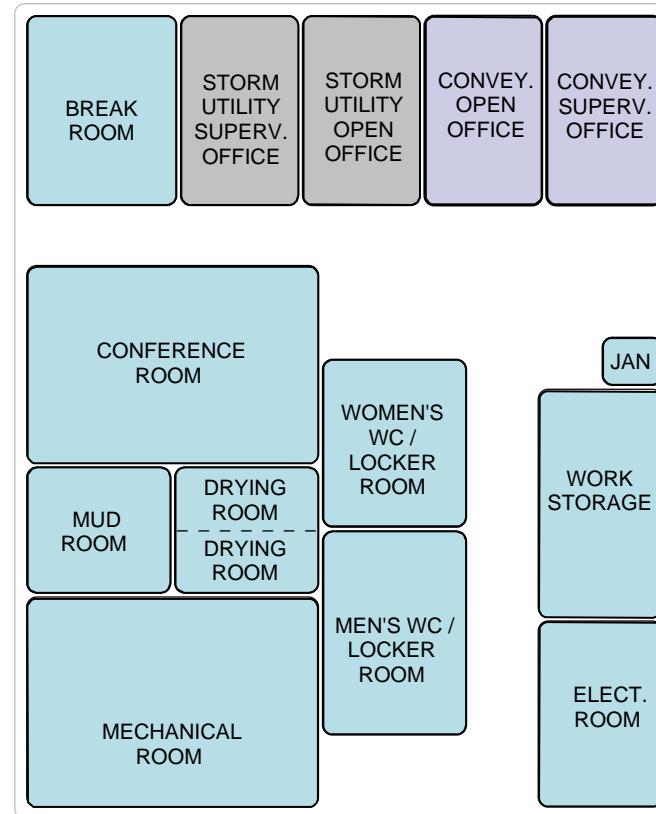 BREAK
ROOM
STORM
UTILITY
SUPERV.
OFFICE
STORM
UTILITY
OPEN
OFFICE
CONVEY.
OPEN
OFFICE
CONVEY.
SUPERV.
OFFICE
CONFERENCE
ROOM
JAN
WOMEN'S
WC /
LOCKER
ROOM
MUD
ROOM
DRYING
ROOM
DRYING
ROOM
WORK
STORAGE
MEN'S WC /
LOCKER
ROOM
MECHANICAL
ROOM
ELECT.
ROOM